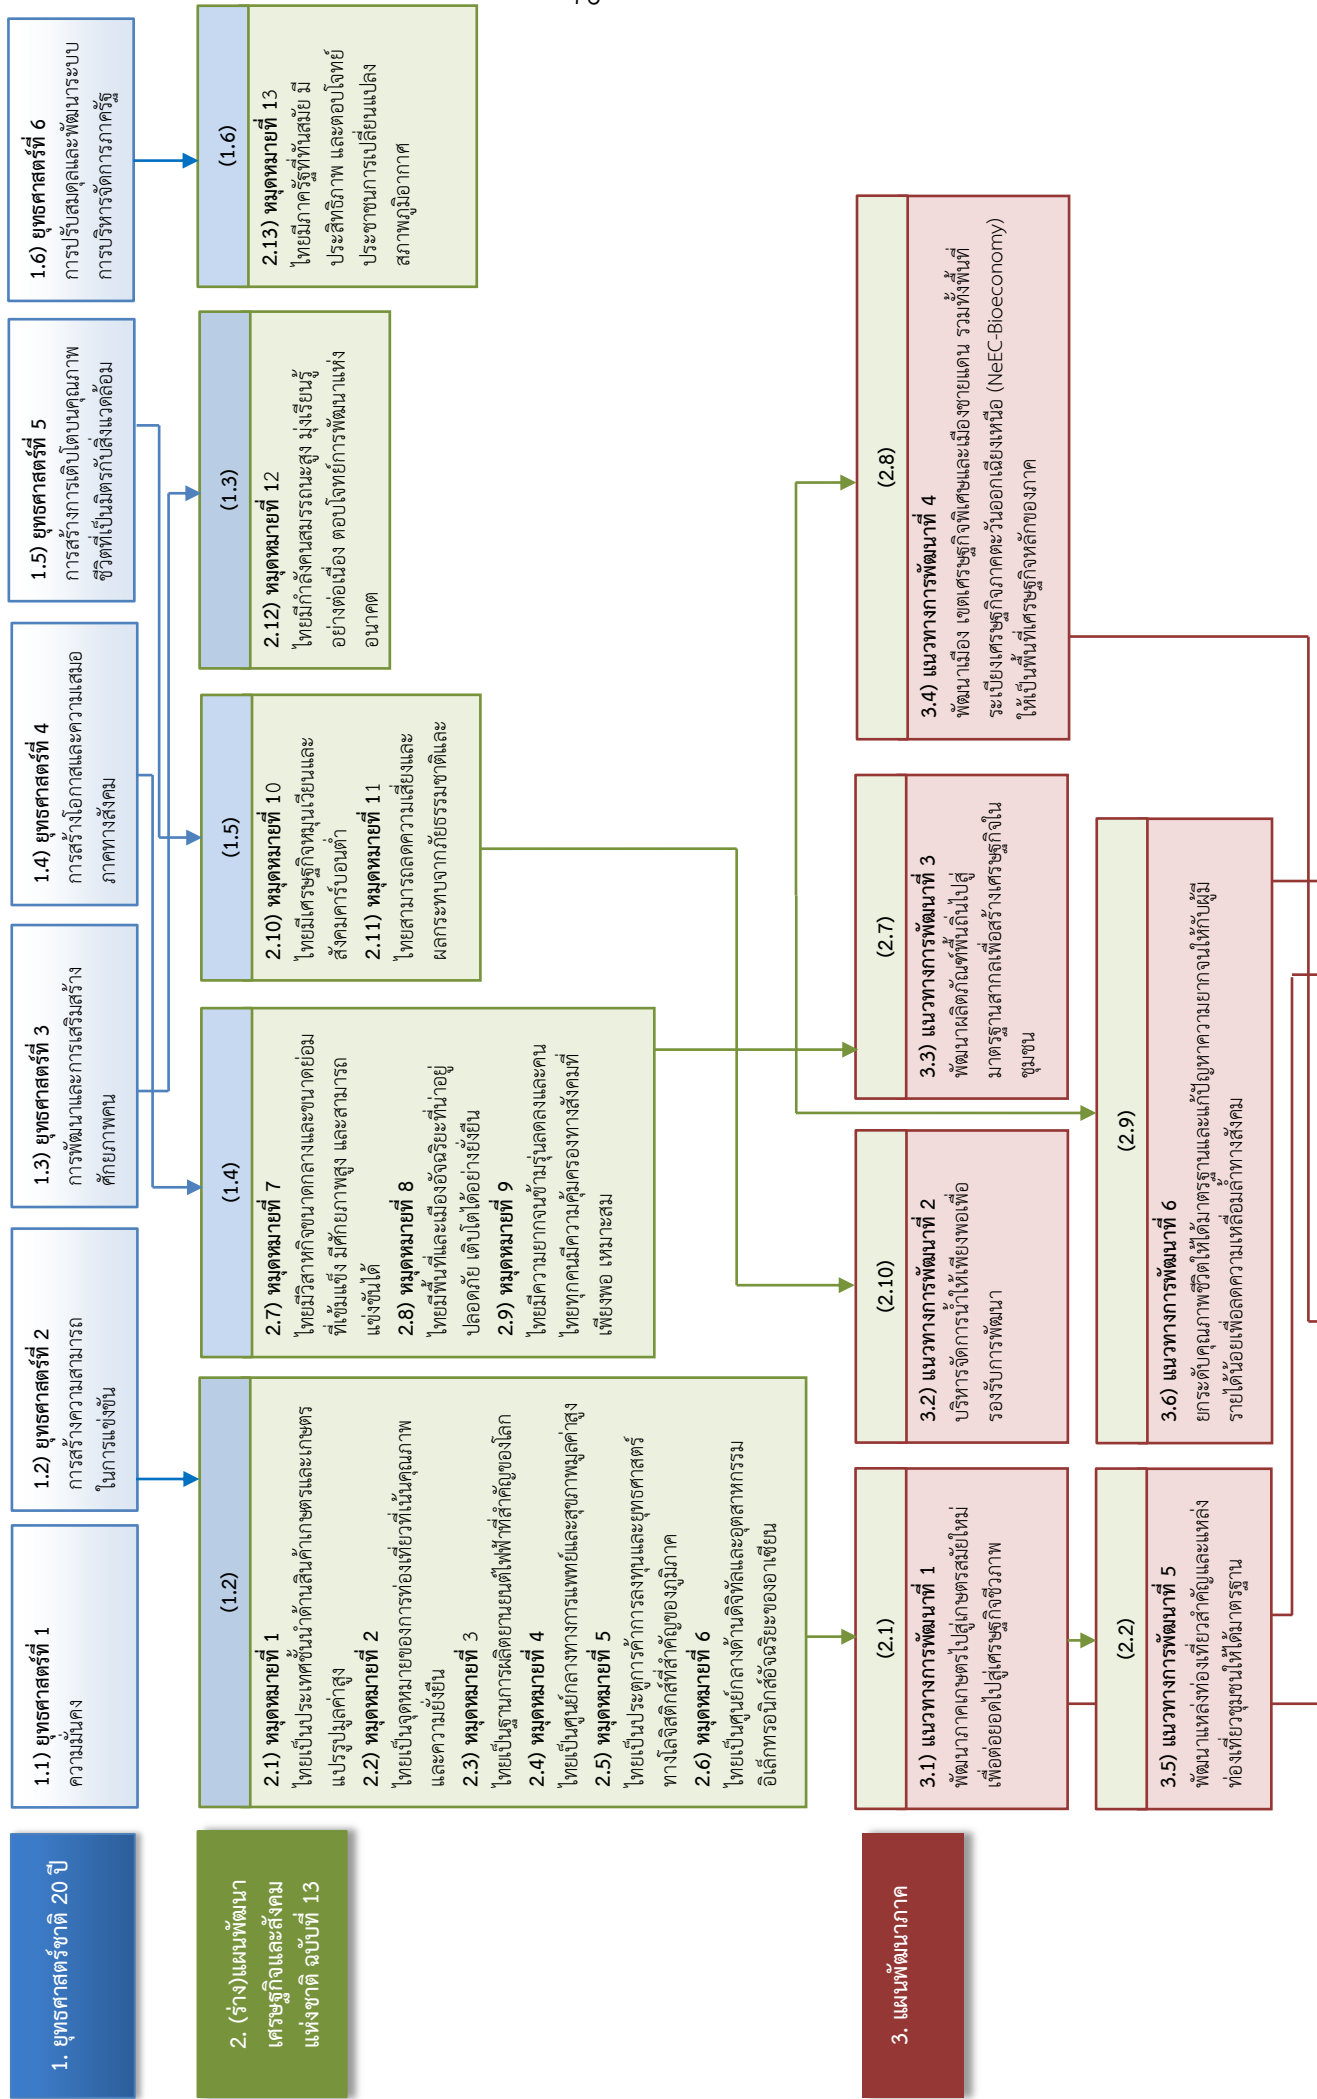 1. ยุทธศาสตร์ชาติ 20 ปี
1.1) ยุทธศาสตร์ที่ 1
ความมั่นคง
1.2) ยุทธศาสตร์ที่ 2
การสร้างความสามารถ
ในการแข่งขัน
1.3) ยุทธศาสตร์ที่ 3
การพัฒนาและการเสริมสร้าง
ศักยภาพคน
1.4) ยุทธศาสตร์ที่ 4
การสร้างโอกาสและความเสมอ
ภาคทางสังคม
1.5) ยุทธศาสตร์ที่ 5
การสร้างการเติบโตบนคุณภาพ
ชีวิตที่เป็นมิตรกับสิ่งแวดล้อม
1.6) ยุทธศาสตร์ที่ 6
การปรับสมดุลและพัฒนาระบบ
การบริหารจัดการภาครัฐ
2. (ร่าง)แผนพัฒนา
เศรษฐกิจและสังคม
แห่งชาติ ฉบับที่ 13
(1.2)
2.1) หมุดหมายที่ 1
ไทยเป็นประเทศชั้นนำด้านสินค้าเกษตรและเกษตร
แปรรูปมูลค่าสูง
2.2) หมุดหมายที่ 2
ไทยเป็นจุดหมายของการท่องเที่ยวที่เน้นคุณภาพ
และความยั่งยืน
2.3) หมุดหมายที่ 3
ไทยเป็นฐานการผลิตยานยนต์ไฟฟ้าที่สำคัญของโลก
2.4) หมุดหมายที่ 4
ไทยเป็นศูนย์กลางทางการแพทย์และสุขภาพมูลค่าสูง
2.5) หมุดหมายที่ 5
ไทยเป็นประตูการค้าการลงทุนและยุทธศาสตร์
ทางโลจิสติกส์ที่สำคัญของภูมิภาค
2.6) หมุดหมายที่ 6
ไทยเป็นศูนย์กลางด้านดิจิทัลและอุตสาหกรรม
อิเล็กทรอนิกส์อัจฉริยะของอาเซียน
(1.4)
2.7) หมุดหมายที่ 7
ไทยมีวิสาหกิจขนาดกลางและขนาดย่อม
ที่เข้มแข็ง มีศักยภาพสูง และสามารถ
แข่งขันได้
2.8) หมุดหมายที่ 8
ไทยมีพื้นที่และเมืองอัจฉริยะที่น่าอยู่
ปลอดภัย เติบโตได้อย่างยั่งยืน
2.9) หมุดหมายที่ 9
ไทยมีความยากจนข้ามรุ่นลดลงและคน
ไทยทุกคนมีความคุ้มครองทางสังคมที่
เพียงพอ เหมาะสม
(1.5)
2.10) หมุดหมายที่ 10
ไทยมีเศรษฐกิจหมุนเวียนและ
สังคมคาร์บอนต่ำ
2.11) หมุดหมายที่ 11
ไทยสามารถลดความเสี่ยงและ
ผลกระทบจากภัยธรรมชาติและ
(1.3)
2.12) หมุดหมายที่ 12
ไทยมีกำลังคนสมรรถนะสูง มุ่งเรียนรู้
อย่างต่อเนื่อง ตอบโจทย์การพัฒนาแห่ง
อนาคต
(1.6)
2.13) หมุดหมายที่ 13
ไทยมีภาครัฐที่ทันสมัย มี
ประสิทธิภาพ และตอบโจทย์
ประชาชนการเปลี่ยนแปลง
สภาพภูมิอากาศ
3. แผนพัฒนาภาค
(2.1)
3.1) แนวทางการพัฒนาที่ 1
พัฒนาภาคเกษตรไปสู่เกษตรสมัยใหม่
เพื่อต่อยอดไปสู่เศรษฐกิจชีวภาพ
(2.10)
3.2) แนวทางการพัฒนาที่ 2
บริหารจัดการน้ำให้เพียงพอเพื่อ
รองรับการพัฒนา
(2.7)
3.3) แนวทางการพัฒนาที่ 3
พัฒนาผลิตภัณฑ์พื้นถิ่นไปสู่
มาตรฐานสากลเพื่อสร้างเศรษฐกิจใน
ชุมชน
(2.8)
3.4) แนวทางการพัฒนาที่ 4
พัฒนาเมือง เขตเศรษฐกิจพิเศษและเมืองชายแดน รวมทั้งพื้นที่
ระเบียงเศรษฐกิจภาคตะวันออกเฉียงเหนือ (NeEC-Bioeconomy)
ให้เป็นพื้นที่เศรษฐกิจหลักของภาค
(2.2)
3.5) แนวทางการพัฒนาที่ 5
พัฒนาแหล่งท่องเที่ยวสำคัญและแหล่ง
ท่องเที่ยวชุมชนให้ได้มาตรฐาน
(2.9)
3.6) แนวทางการพัฒนาที่ 6
ยกระดับคุณภาพชีวิตให้ได้มาตรฐานและแก้ปัญหาความยากจนให้กับผู้มี
รายได้น้อยเพื่อลดความเหลื่อมล้ำทางสังคม